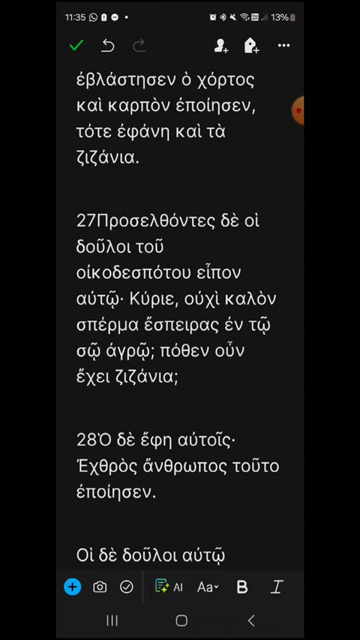 11:35
13%
ἐβλάστησεν ὁ χόρτος
καὶ καρπὸν ἐποίησεν,
τότε ἐφάνη καὶ τὰ
ζιζάνια.
27Προσελθόντες δὲ οἱ
δοῦλοι τοῦ
οἰκοδεσπότου εἶπον
αὐτῷ· Κύριε, οὐχὶ καλὸν
σπέρμα ἔσπειρας ἐν τῷ
σῷ ἀγρῷ; πόθεν οὖν
ἔχει ζιζάνια;
28Ὁ δὲ ἔφη αὐτοῖς·
Ἐχθρὸς ἄνθρωπος τοῦτο
ἐποίησεν.
Οἱ δὲ δοῦλοι αὐτῷ
AI Aa B I